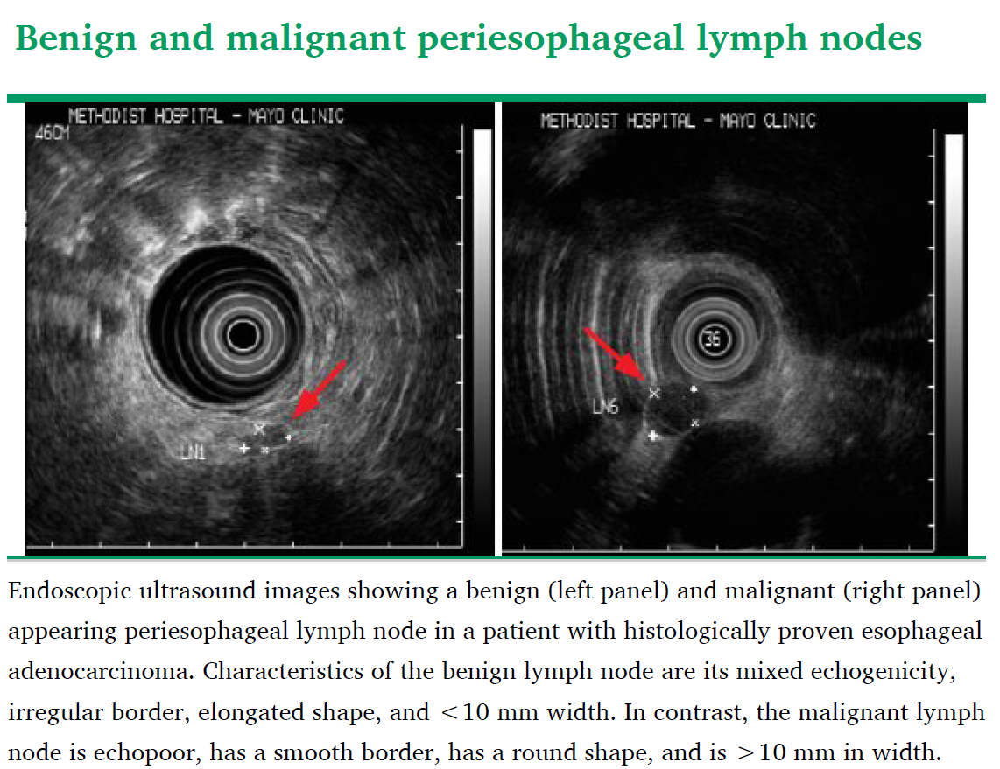 Benign and malignant periesophageal lymph nodes
METHODIST HOSPITAL - MAYO CLINIC
46CM
LN1
METHODIST HOSPITAL - MAYO CLINIC
36
LN6
Endoscopic ultrasound images showing a benign (left panel) and malignant (right panel)
appearing periesophageal lymph node in a patient with histologically proven esophageal
adenocarcinoma. Characteristics of the benign lymph node are its mixed echogenicity,
irregular border, elongated shape, and <10 mm width. In contrast, the malignant lymph
node is echopoor, has a smooth border, has a round shape, and is >10 mm in width.